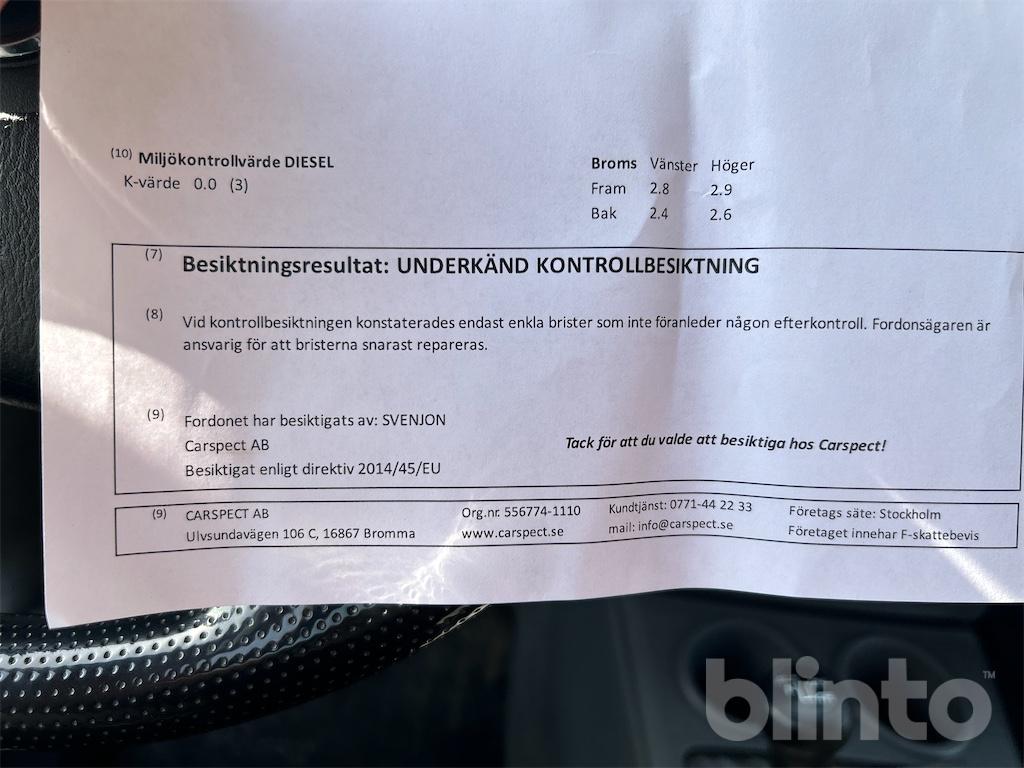 (10) Miljökontrollvärde DIESEL
K-värde 0.0 (3)
Broms Vänster Höger
Fram 2.8 2.9
Bak 2.4 2.6
(7) Besiktningsresultat: UNDERKÄND KONTROLLBESIKTNING
(8) Vid kontrollbesiktningen konstaterades endast enkla brister som inte föranleder någon efterkontroll. Fordonsägaren är
ansvarig för att bristerna snarast repareras.
(9) Fordonet har besiktigats av: SVENJON
Carspect AB
Besiktigat enligt direktiv 2014/45/EU
Tack för att du valde att besiktiga hos Carspect!
(9) CARSPECT AB
Ulvsundavägen 106 C, 16867 Bromma
Org.nr. 556774-1110
www.carspect.se
Kundtjänst: 0771-44 22 33
mail: info@carspect.se
Företags säte: Stockholm
Företaget innehar F-skattebevis
blinto™